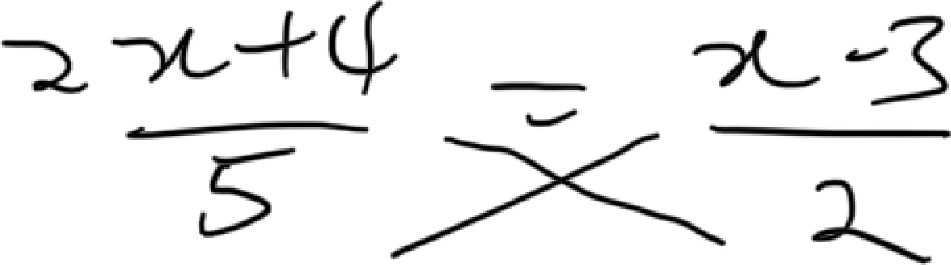 2x+4/5 = x-3/2